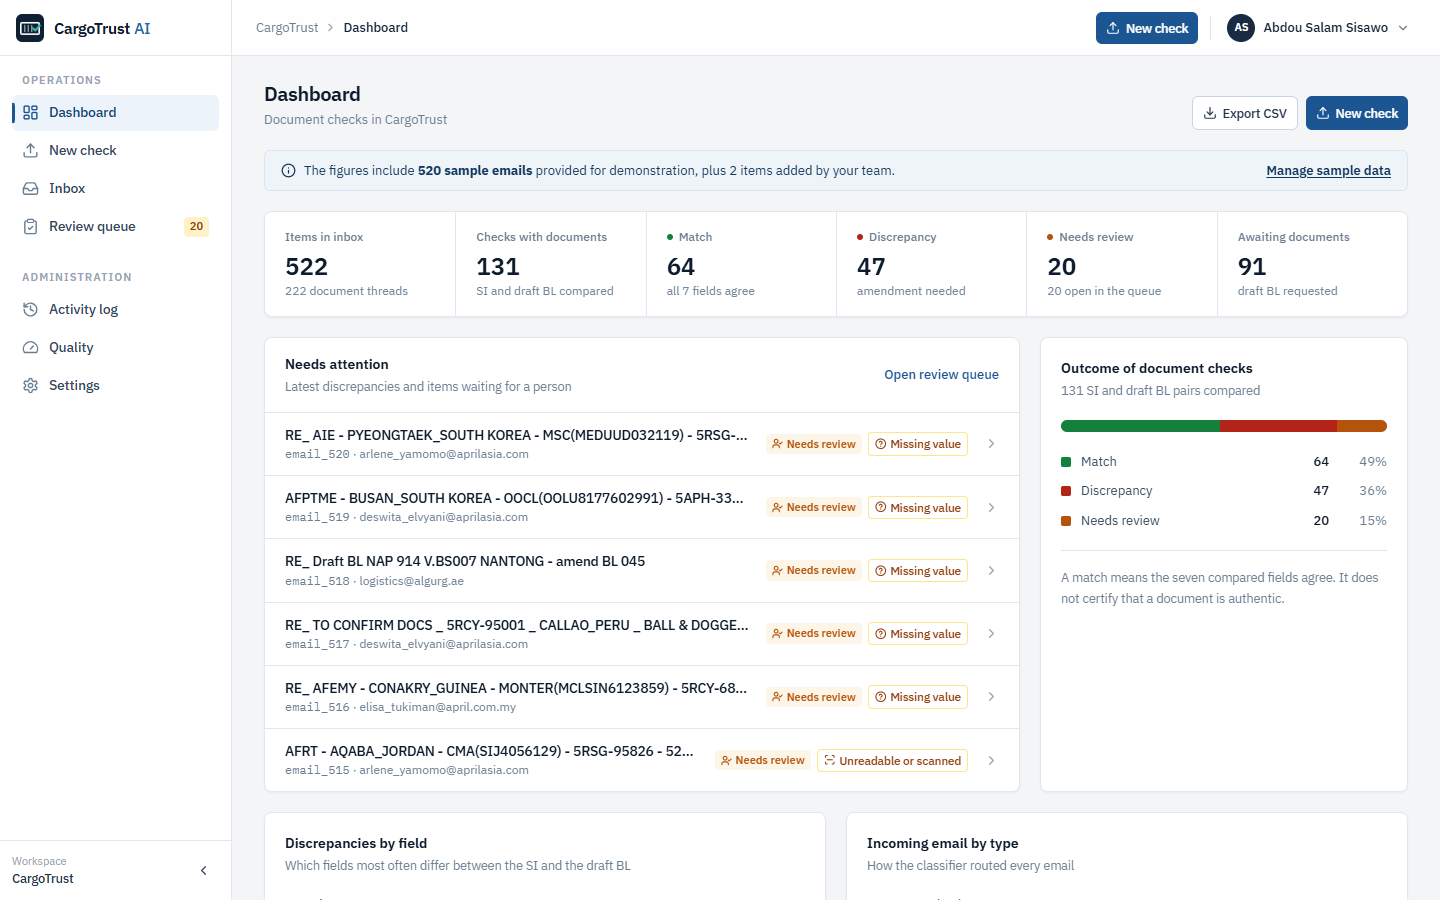 CargoTrust AI
CargoTrust > Dashboard
New check
AS
Abdou Salam Sisawo
OPERATIONS
Dashboard
New check
Inbox
Review queue
20
ADMINISTRATION
Activity log
Quality
Settings
Workspace
CargoTrust
Dashboard
Document checks in CargoTrust
Export CSV
New check
The figures include 520 sample emails provided for demonstration, plus 2 items added by your team.
Manage sample data
Items in inbox
522
222 document threads
Checks with documents
131
SI and draft BL compared
Match
64
all 7 fields agree
Discrepancy
47
amendment needed
Needs review
20
20 open in the queue
Awaiting documents
91
draft BL requested
Needs attention
Latest discrepancies and items waiting for a person
Open review queue
RE_ AIE - PYEONGTAEK_SOUTH KOREA - MSC(MEDUUD032119) - 5RSG-...
email_520 · arlene_yamomo@aprilasia.com
Needs review
Missing value
AFPTME - BUSAN_SOUTH KOREA - OOCL(OOLU8177602991) - 5APH-33...
email_519 · deswita_elvyani@aprilasia.com
Needs review
Missing value
RE_ Draft BL NAP 914 V.BS007 NANTONG - amend BL 045
email_518 · logistics@algurg.ae
Needs review
Missing value
RE_ TO CONFIRM DOCS _ 5RCY-95001 _ CALLAO_PERU _ BALL & DOGGE...
email_517 · deswita_elvyani@aprilasia.com
Needs review
Missing value
RE_ AFEMY - CONAKRY_GUINEA - MONTER(MCLSIN6123859) - 5RCY-68...
email_516 · elisa_tukiman@april.com.my
Needs review
Missing value
AFRT - AQABA_JORDAN - CMA(SIJ4056129) - 5RSG-95826 - 52...
email_515 · arlene_yamomo@aprilasia.com
Needs review
Unreadable or scanned
Outcome of document checks
131 SI and draft BL pairs compared
Match 64 49%
Discrepancy 47 36%
Needs review 20 15%
A match means the seven compared fields agree. It does
not certify that a document is authentic.
Discrepancies by field
Which fields most often differ between the SI and the draft BL
Incoming email by type
How the classifier routed every email